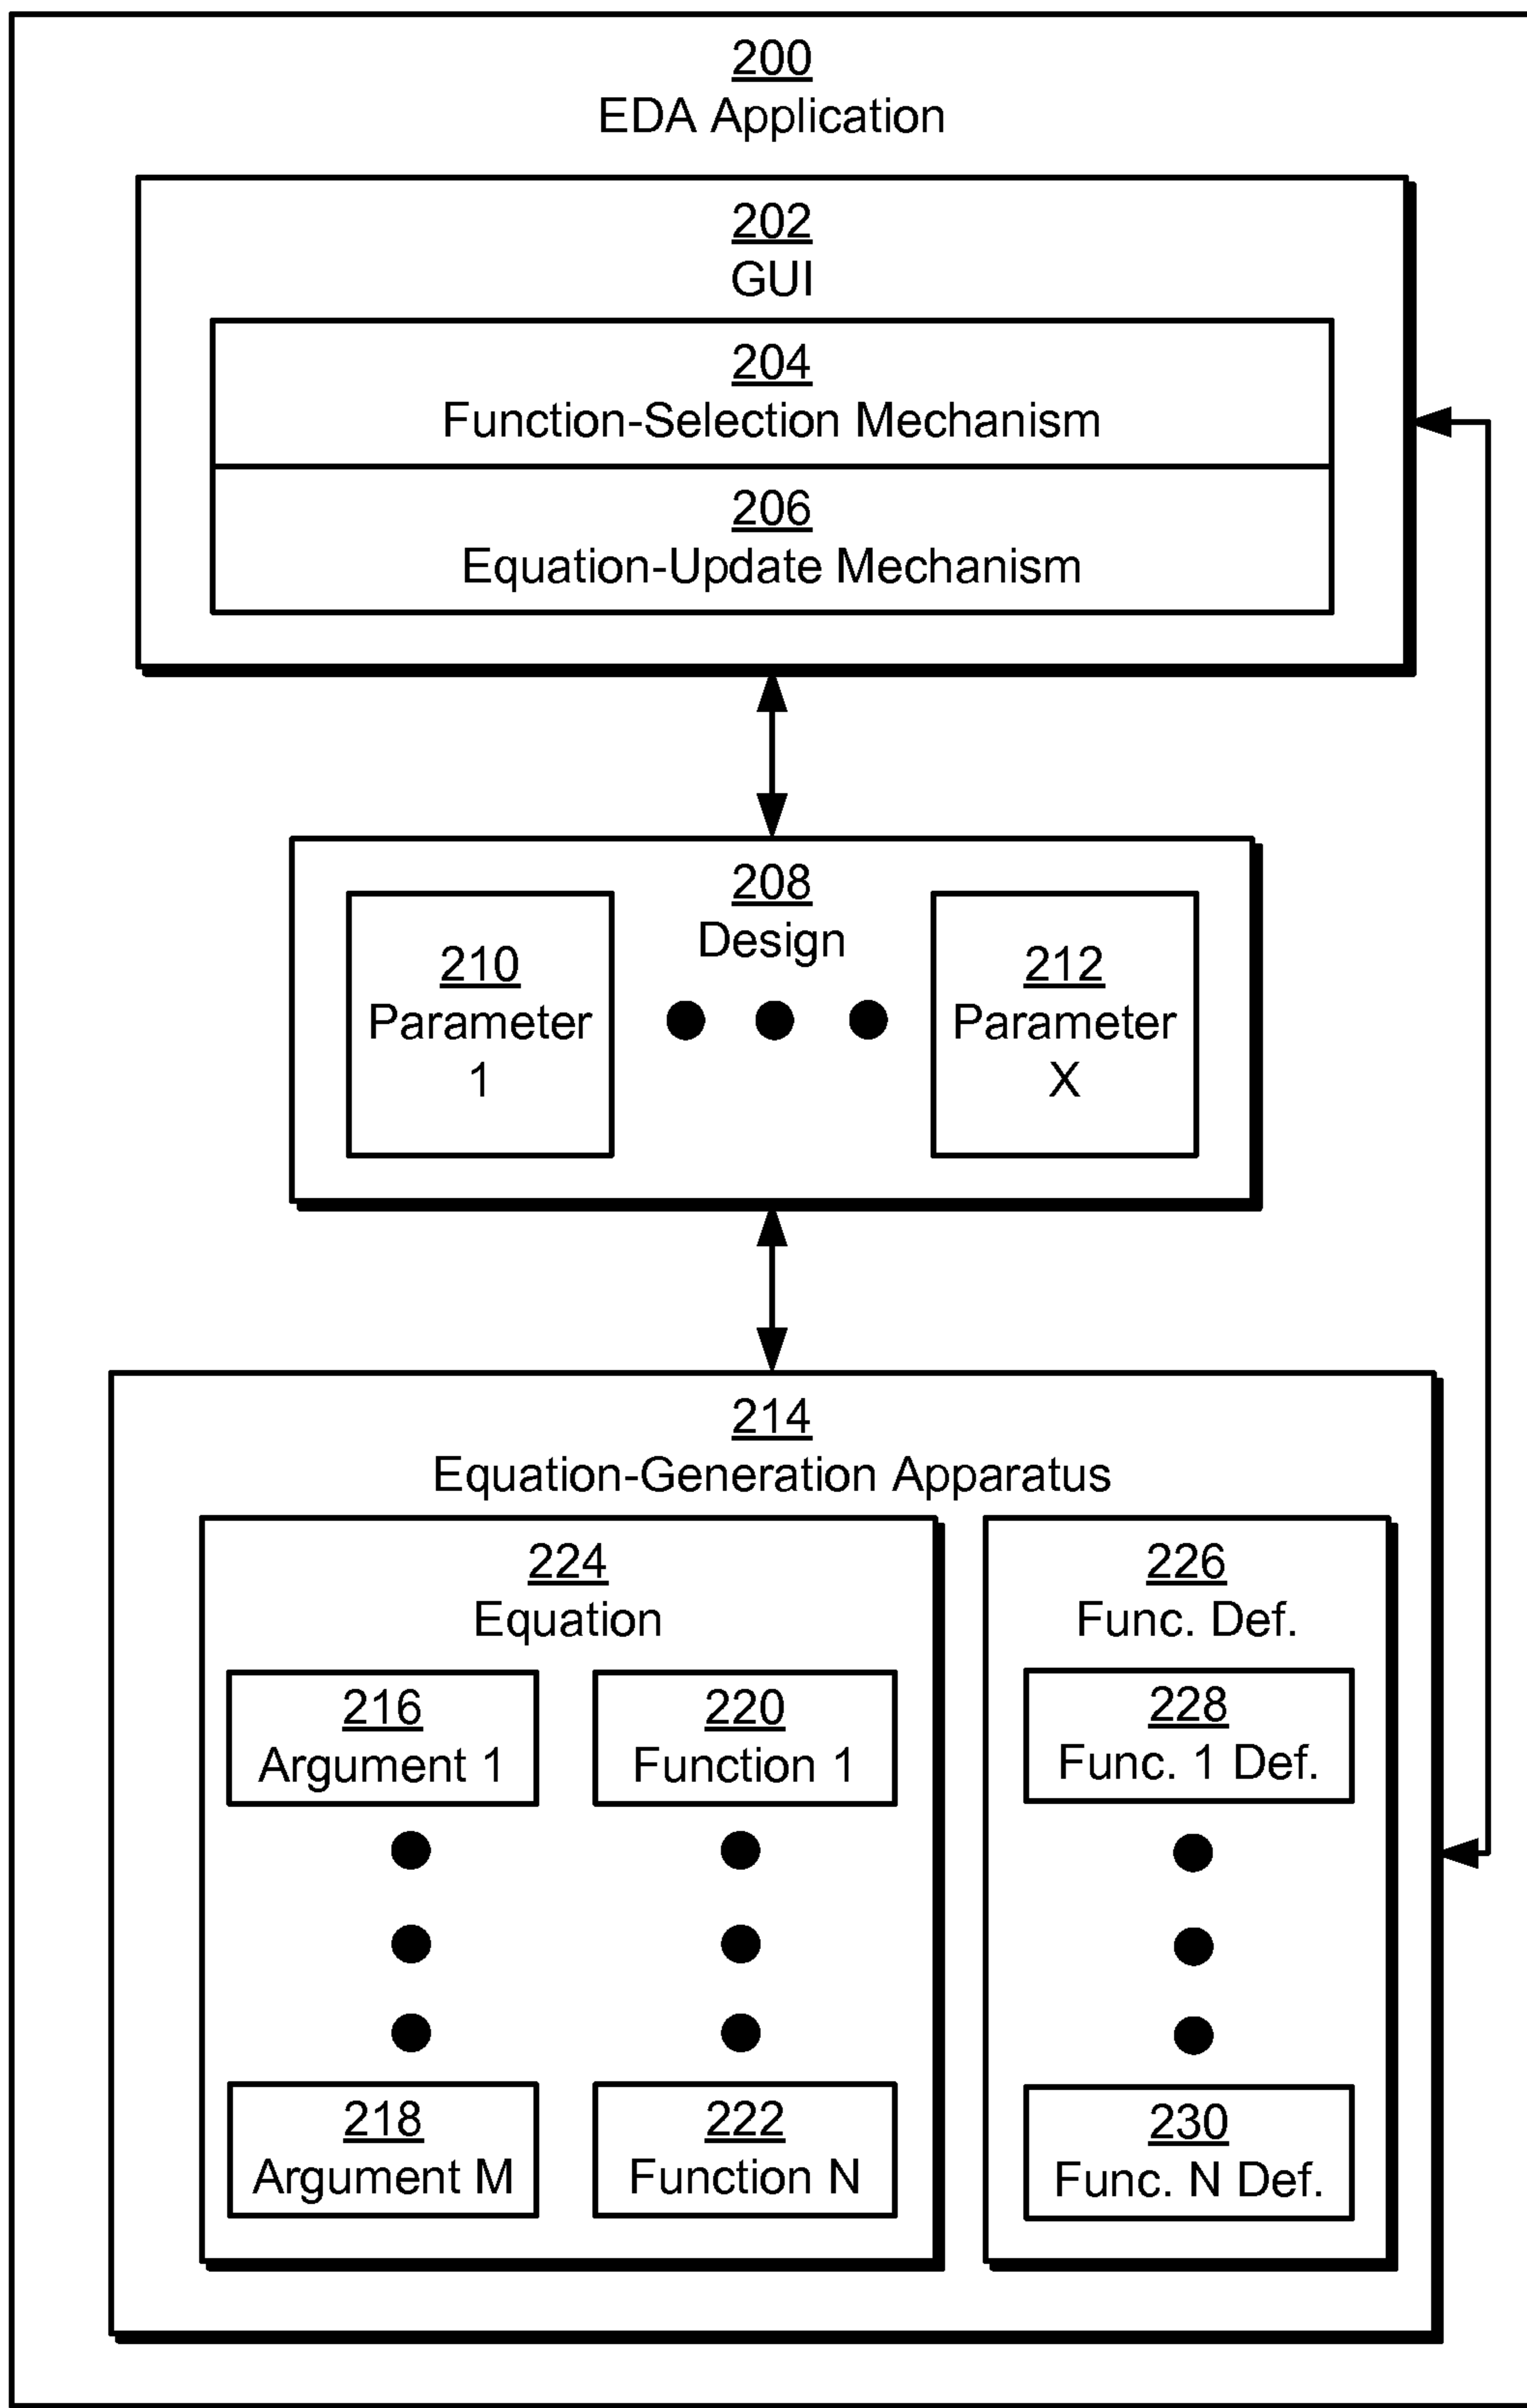 200
EDA Application
202
GUI
204
Function-Selection Mechanism
206
Equation-Update Mechanism
208
Design
210
Parameter
1
212
Parameter
X
214
Equation-Generation Apparatus
224
Equation
216
Argument 1
220
Function 1
218
Argument M
222
Function N
226
Func. Def.
228
Func. 1 Def.
230
Func. N Def.